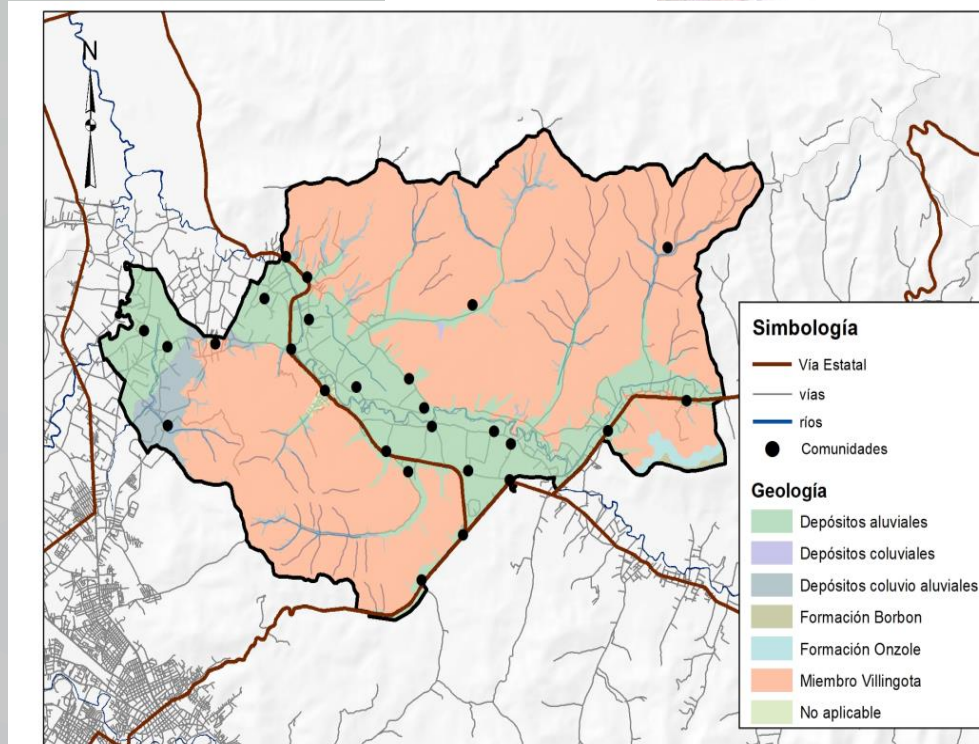 N
Simbología
Vía Estatal
vías
ríos
Comunidades
Geología
Depósitos aluviales
Depósitos coluviales
Depósitos coluvio aluviales
Formación Borbon
Formación Onzole
Miembro Villingota
No aplicable